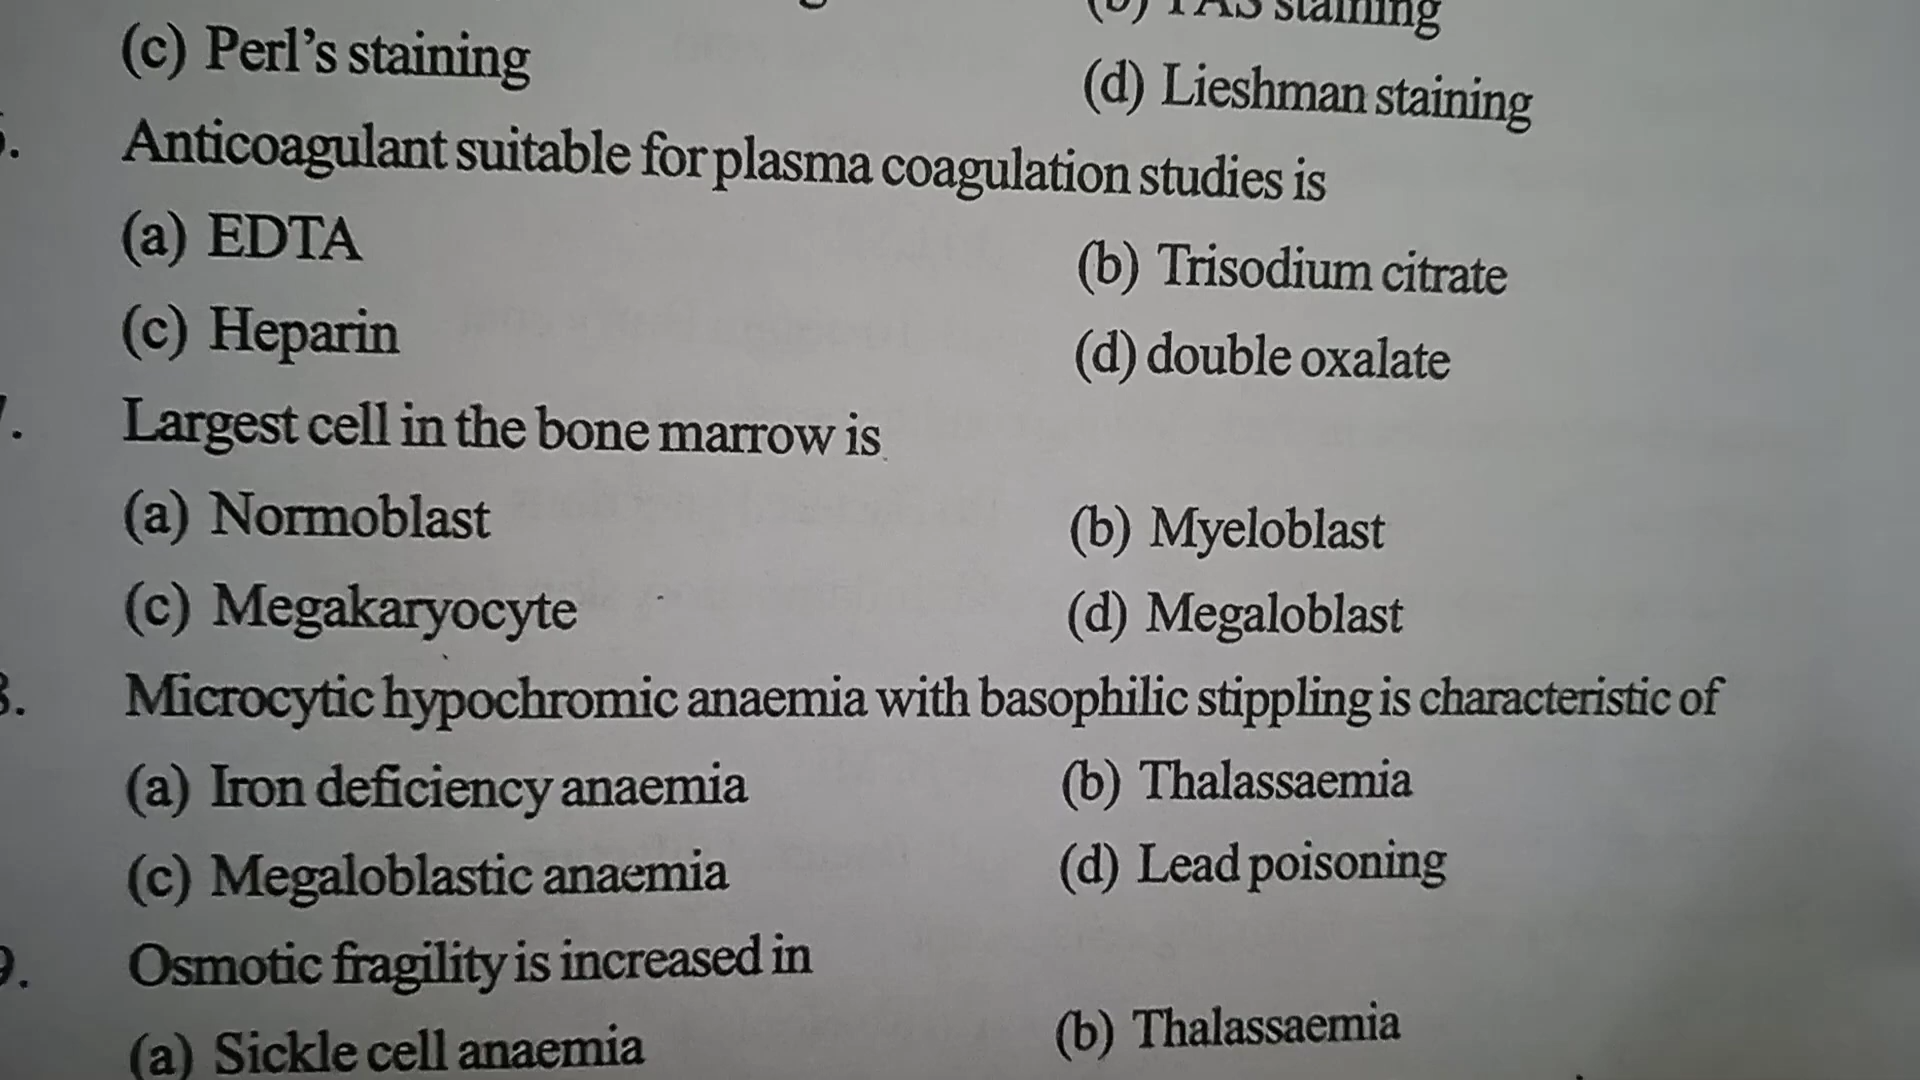 (b) PAS staining
(c) Perl's staining
(d) Lieshman staining
Anticoagulant suitable for plasma coagulation studies is
(a) EDTA
(b) Trisodium citrate
(c) Heparin
(d) double oxalate
Largest cell in the bone marrow is
(a) Normoblast
(b) Myeloblast
(c) Megakaryocyte
(d) Megaloblast
Microcytic hypochromic anaemia with basophilic stippling is characteristic of
(a) Iron deficiency anaemia
(b) Thalassaemia
(c) Megaloblastic anaemia
(d) Lead poisoning
Osmotic fragility is increased in
(a) Sickle cell anaemia
(b) Thalassaemia